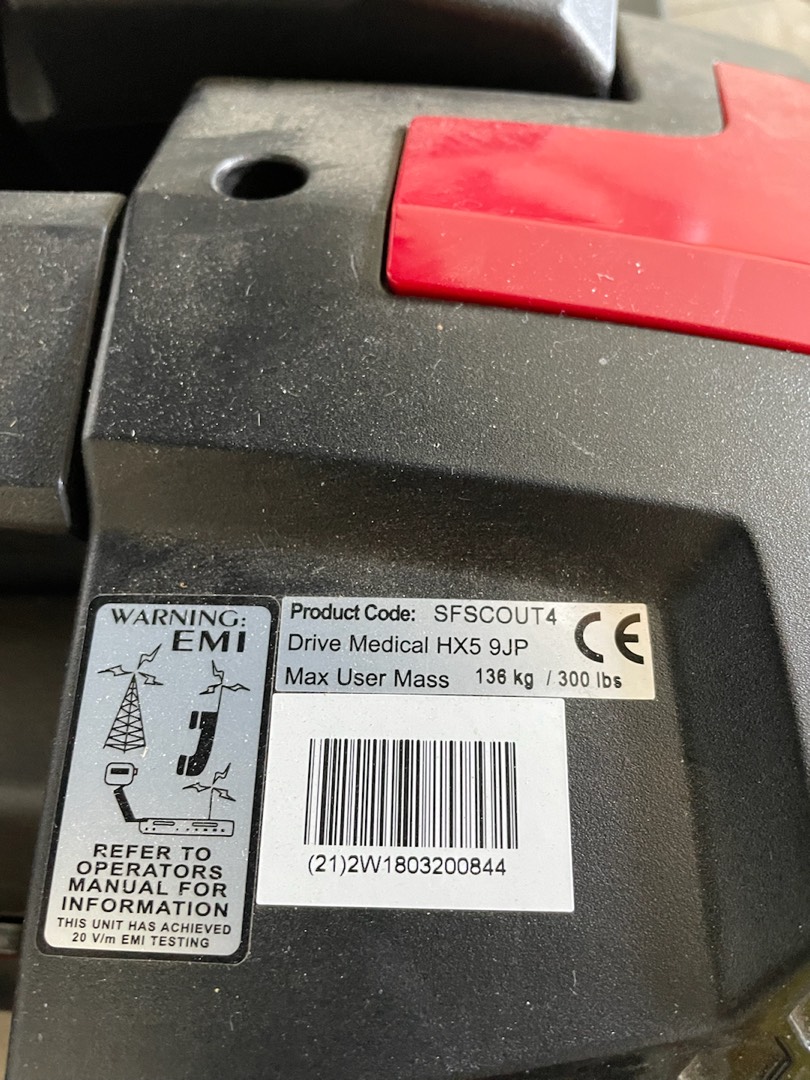 WARNING:
EMI
REFER TO
OPERATORS
MANUAL FOR
INFORMATION
THIS UNIT HAS ACHIEVED
20 V/m EMI TESTING
Product Code: SFSCOUT4
Drive Medical HX5 9JP
Max User Mass 136 kg / 300 lbs
CE
(21)2W1803200844